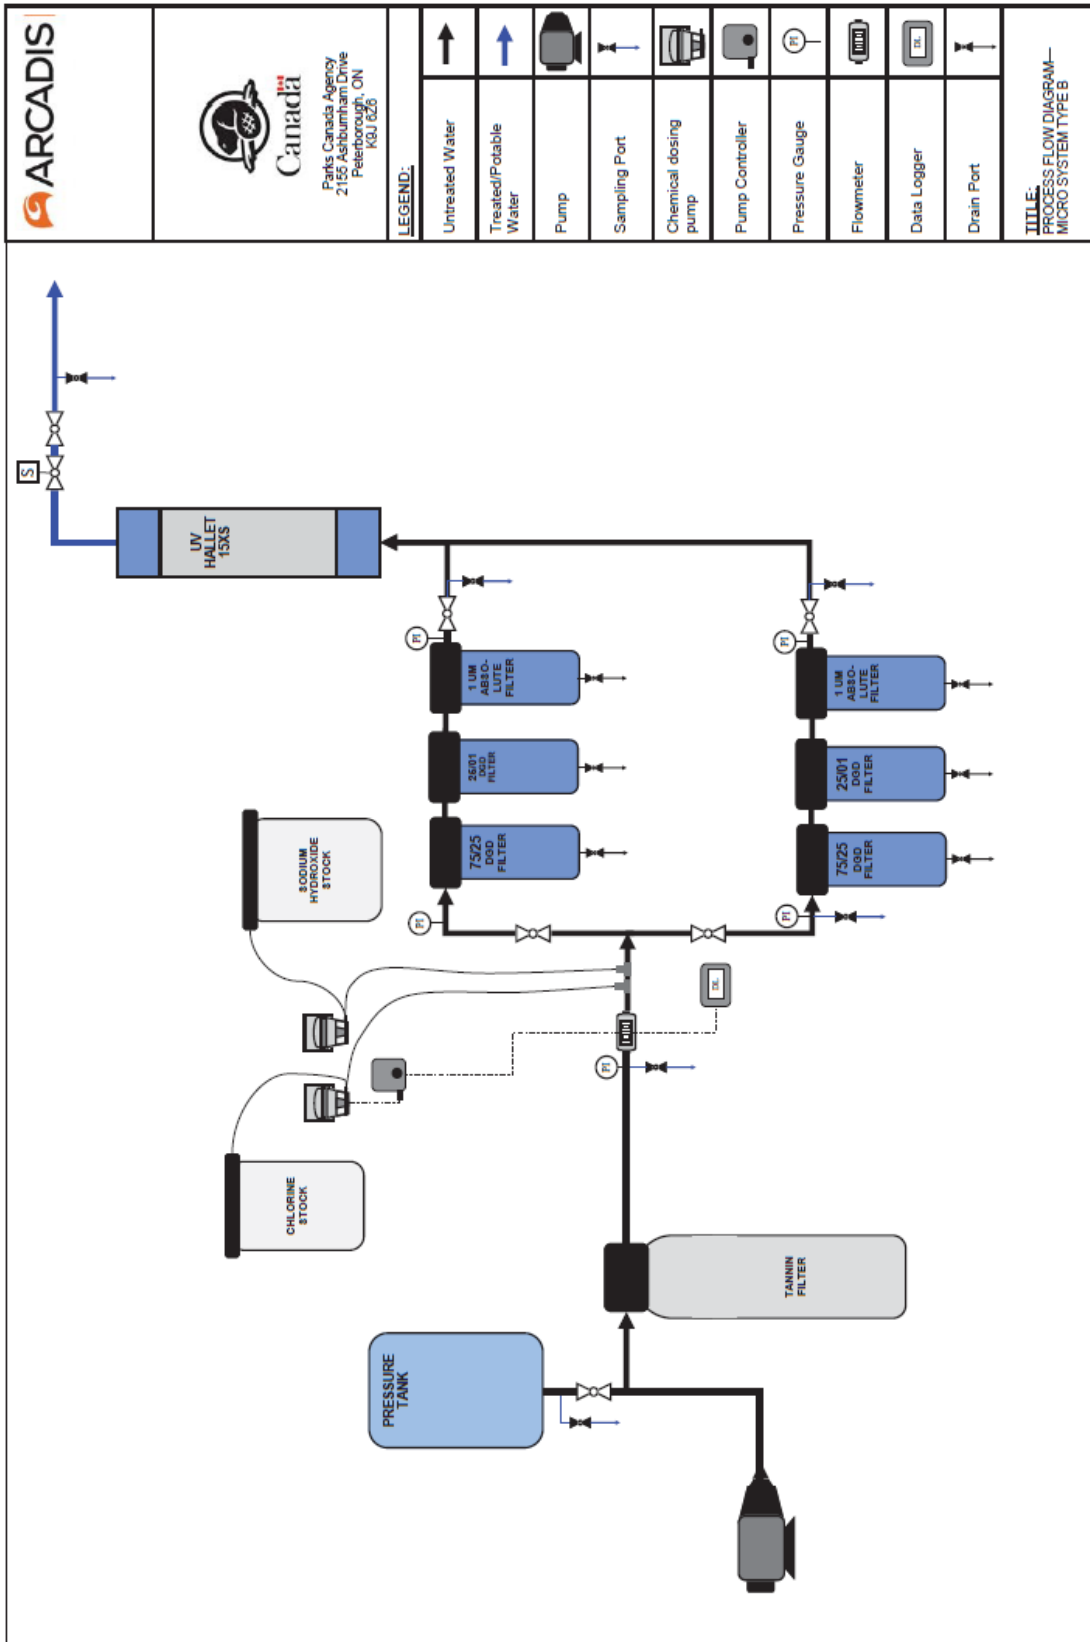 ARCADIS
Canada
Parks Canada Agency
2155 Ashburnham Drive
Peterborough, ON
K9J 6Z6
LEGEND:
Untreated Water
Treated/Potable
Water
Pump
Sampling Port
Chemical dosing
pump
Pump Controller
Pressure Gauge
PI
Flowmeter
Data Logger
DL
Drain Port
TITLE:
PROCESS FLOW DIAGRAM—
MICRO SYSTEM TYPE B
S
UV
HALLET
15XS
PI
1 UM
ABSO-
LUTE
FILTER
26/01
DGD
FILTER
75/25
DGD
FILTER
PI
PI
1 UM
ABSO-
LUTE
FILTER
25/01
DGD
FILTER
75/25
DGD
FILTER
PI
SODIUM
HYDROXIDE
STOCK
CHLORINE
STOCK
DL
PI
TANNIN
FILTER
PRESSURE
TANK